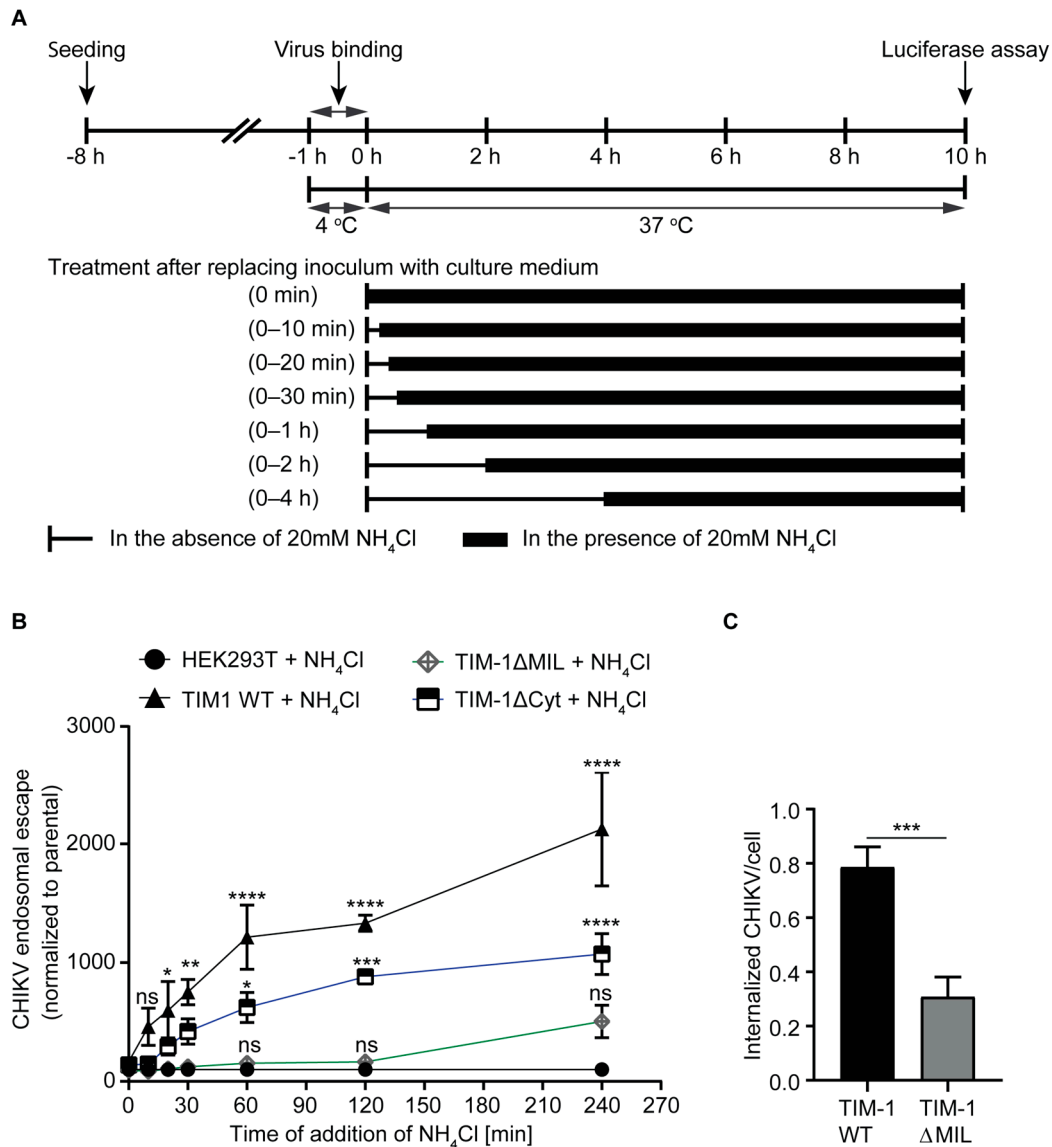 A
Seeding Virus binding Luciferase assay
-8 h -1 h 0 h 2 h 4 h 6 h 8 h 10 h
4 ºC 37 ºC
Treatment after replacing inoculum with culture medium
(0 min)
(0–10 min)
(0–20 min)
(0–30 min)
(0–1 h)
(0–2 h)
(0–4 h)
In the absence of 20mM NH₄Cl In the presence of 20mM NH₄Cl
B
HEK293T + NH₄Cl TIM-1ΔMIL + NH₄Cl
TIM1 WT + NH₄Cl TIM-1ΔCyt + NH₄Cl
CHIKV endosomal escape
(normalized to parental)
3000
2000
1000
0
ns * ** **** **** ****
* *** ****
ns ns ns
0 30 60 90 120 150 180 210 240 270
Time of addition of NH₄Cl [min]
C
Internalized CHIKV/cell
1.0
0.8
0.6
0.4
0.2
0.0
***
TIM-1 TIM-1
WT ΔMIL